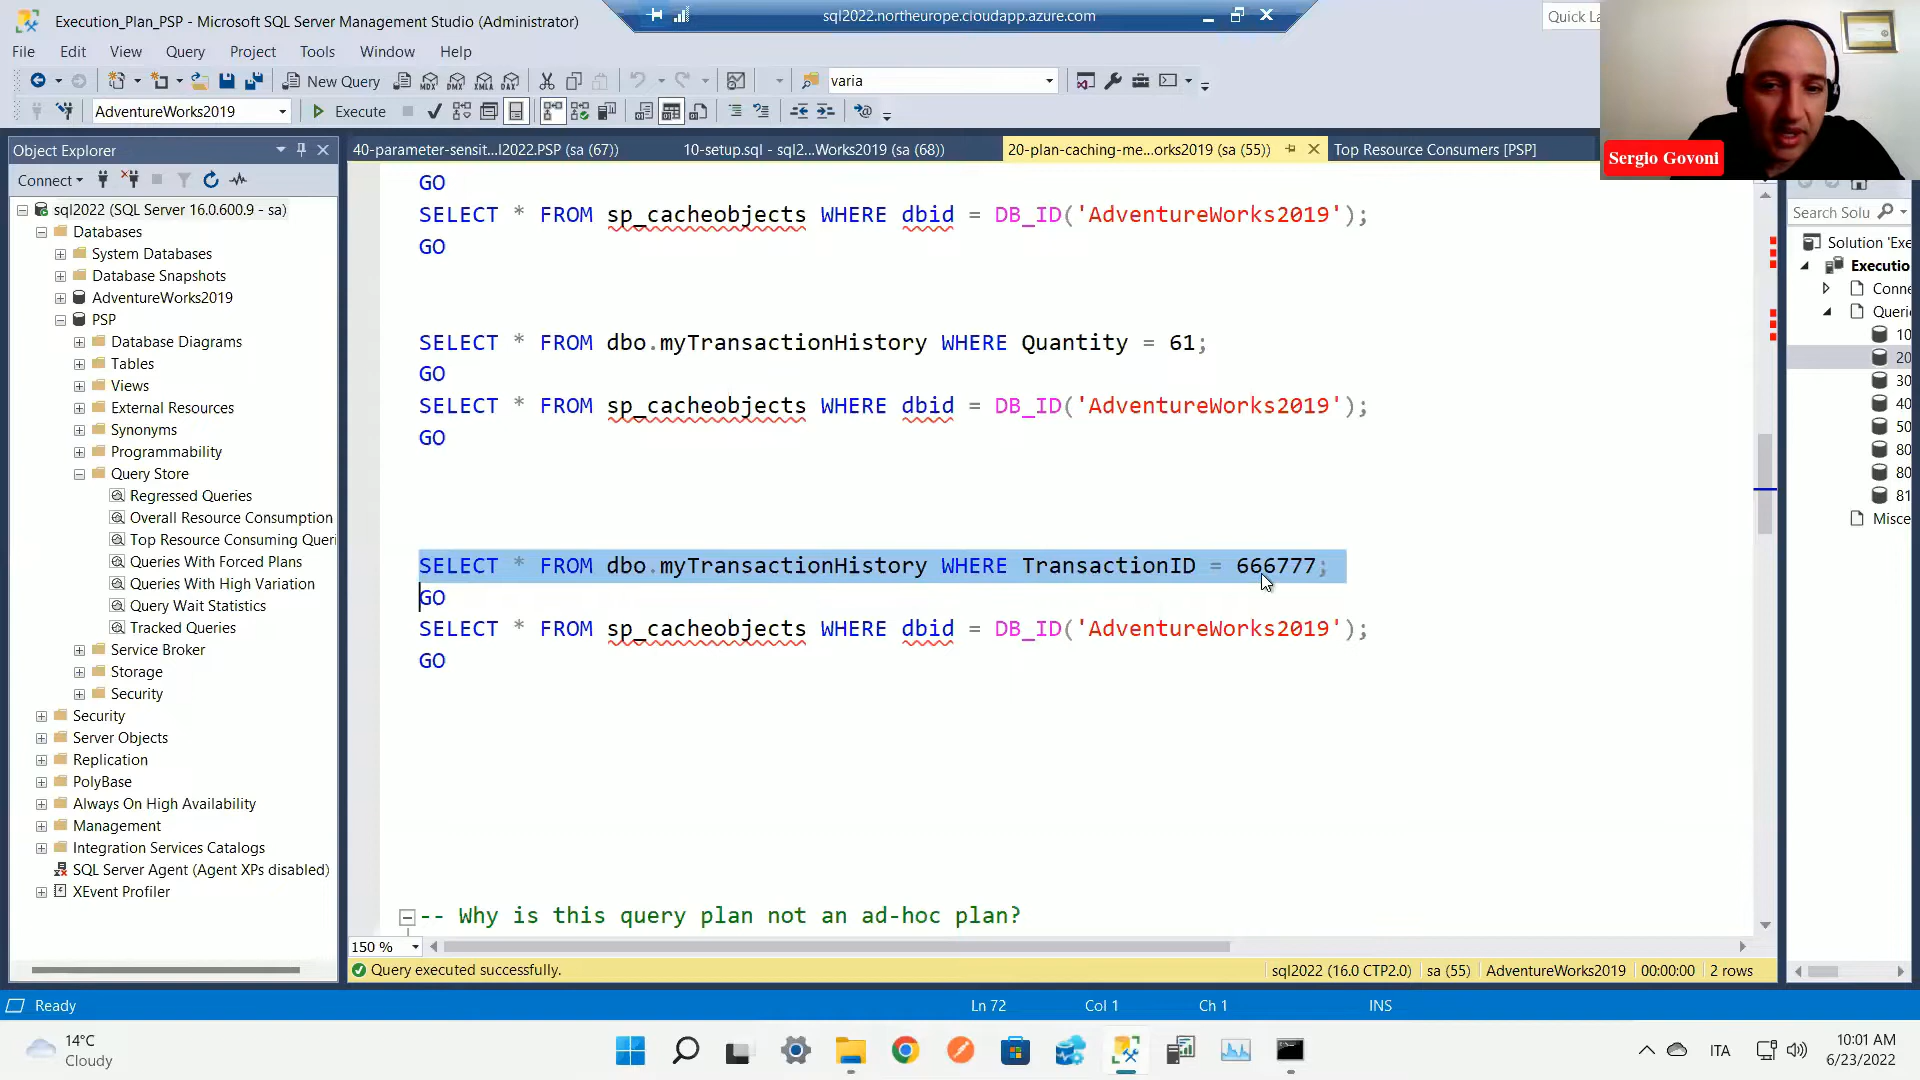 Execution_Plan_PSP - Microsoft SQL Server Management Studio (Administrator)
sql2022.northeurope.cloudapp.azure.com
Quick La
File Edit View Query Project Tools Window Help
New Query
varia
AdventureWorks2019
Execute
Sergio Govoni
Object Explorer
40-parameter-sensit...l2022.PSP (sa (67))
10-setup.sql - sql2...Works2019 (sa (68))
20-plan-caching-me...orks2019 (sa (55))
Top Resource Consumers [PSP]
Connect
sql2022 (SQL Server 16.0.600.9 - sa)
Databases
System Databases
Database Snapshots
AdventureWorks2019
PSP
Database Diagrams
Tables
Views
External Resources
Synonyms
Programmability
Query Store
Regressed Queries
Overall Resource Consumption
Top Resource Consuming Queri
Queries With Forced Plans
Queries With High Variation
Query Wait Statistics
Tracked Queries
Service Broker
Storage
Security
Security
Server Objects
Replication
PolyBase
Always On High Availability
Management
Integration Services Catalogs
SQL Server Agent (Agent XPs disabled)
XEvent Profiler
GO
SELECT * FROM sp_cacheobjects WHERE dbid = DB_ID('AdventureWorks2019');
GO
SELECT * FROM dbo.myTransactionHistory WHERE Quantity = 61;
GO
SELECT * FROM sp_cacheobjects WHERE dbid = DB_ID('AdventureWorks2019');
GO
SELECT * FROM dbo.myTransactionHistory WHERE TransactionID = 666777;
GO
SELECT * FROM sp_cacheobjects WHERE dbid = DB_ID('AdventureWorks2019');
GO
-- Why is this query plan not an ad-hoc plan?
150 %
Query executed successfully.
sql2022 (16.0 CTP2.0) sa (55) AdventureWorks2019 00:00:00 2 rows
Search Solu
Solution 'Exe
Executio
Conne
Querie
10
20
30
40
50
80
80
81
Misce
Ready
Ln 72
Col 1
Ch 1
INS
14°C
Cloudy
ITA
10:01 AM
6/23/2022